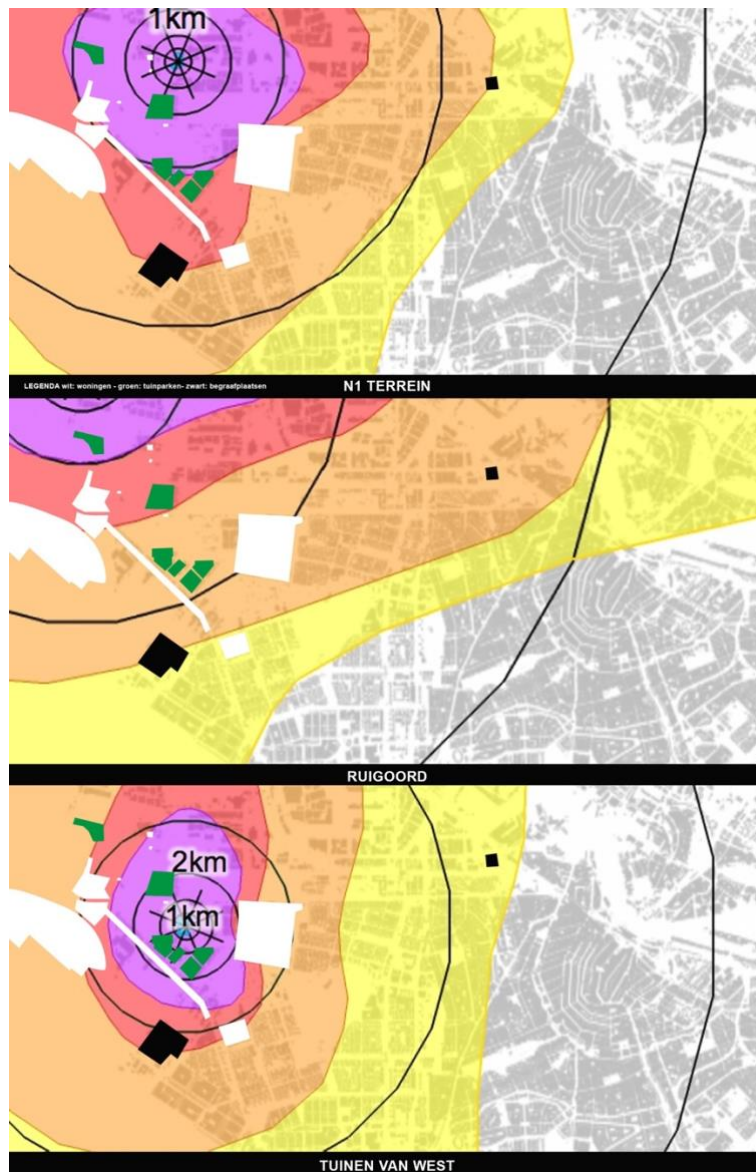 1km
LEGENDA wit: woningen - groen: tuinparken- zwart: begraafplaatsen
N1 TERREIN
RUIGOORD
2km
1km
TUINEN VAN WEST